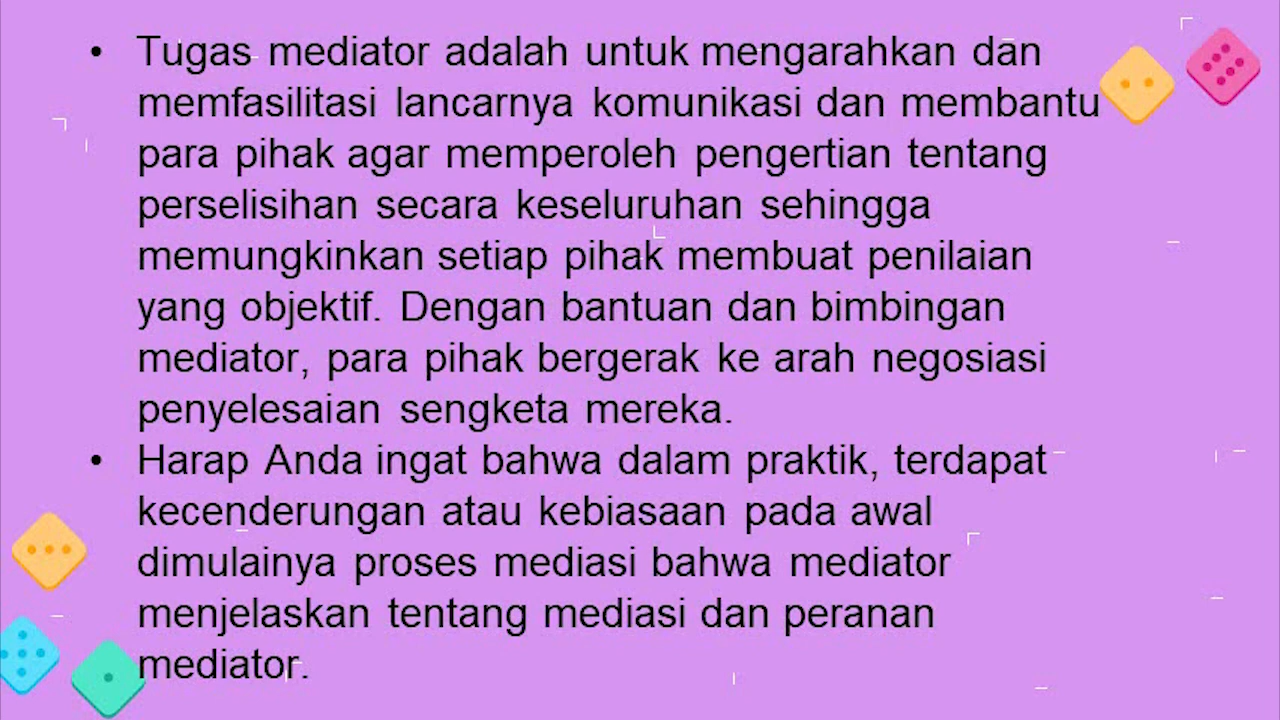 • Tugas mediator adalah untuk mengarahkan dan
memfasilitasi lancarnya komunikasi dan membantu
para pihak agar memperoleh pengertian tentang
perselisihan secara keseluruhan sehingga
memungkinkan setiap pihak membuat penilaian
yang objektif. Dengan bantuan dan bimbingan
mediator, para pihak bergerak ke arah negosiasi
penyelesaian sengketa mereka.
• Harap Anda ingat bahwa dalam praktik, terdapat
kecenderungan atau kebiasaan pada awal
dimulainya proses mediasi bahwa mediator
menjelaskan tentang mediasi dan peranan
mediator.